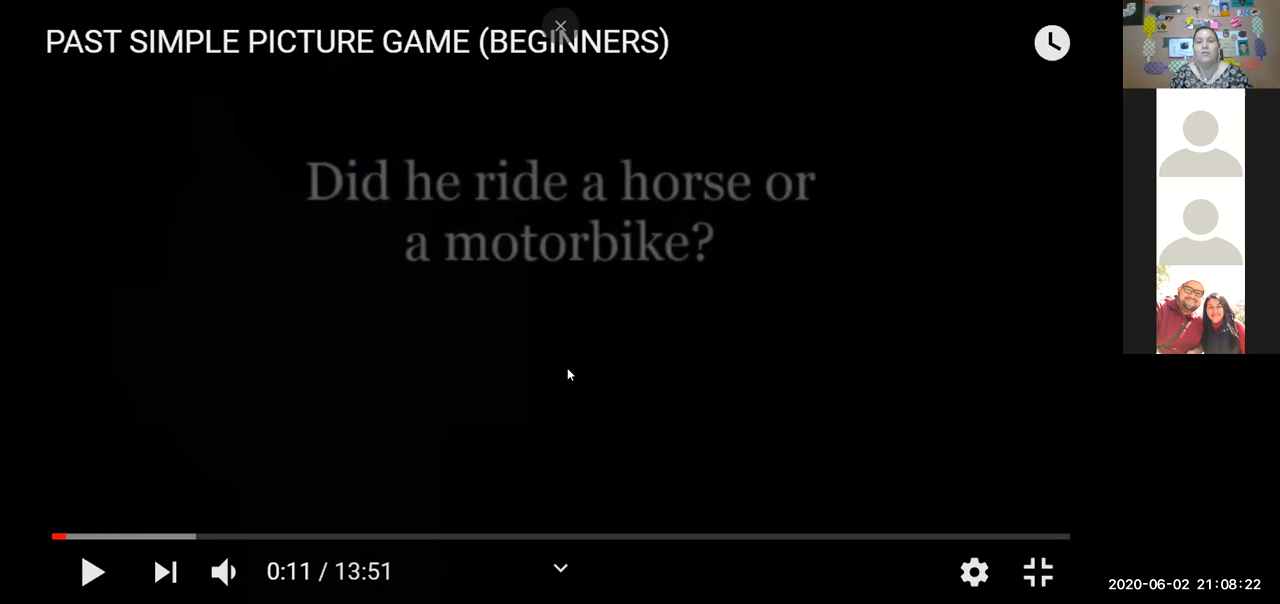 PAST SIMPLE PICTURE GAME (BEGINNERS)
Did he ride a horse or
a motorbike?
0:11 / 13:51
2020-06-02 21:08:22